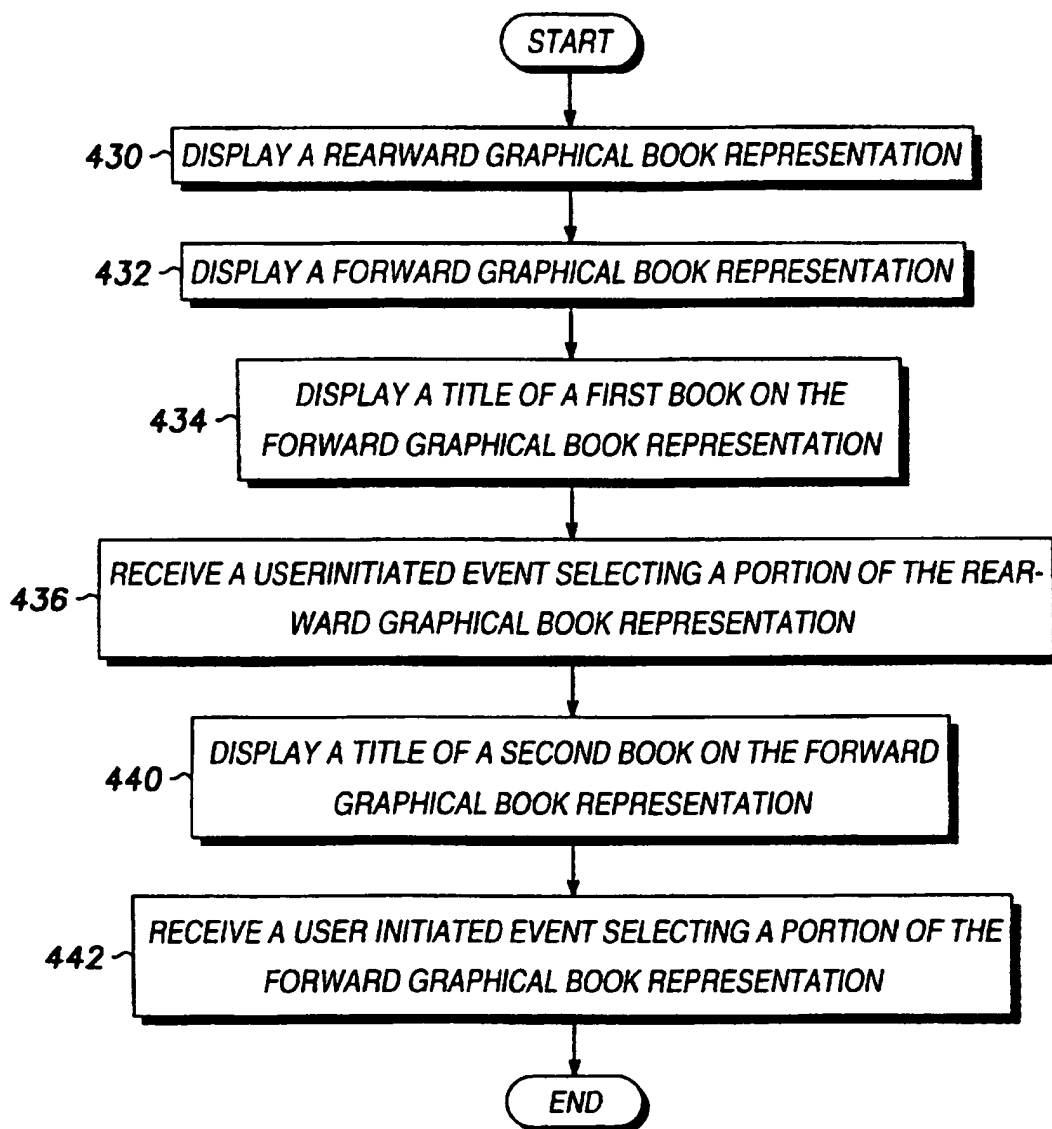 START
430 DISPLAY A REARWARD GRAPHICAL BOOK REPRESENTATION
432 DISPLAY A FORWARD GRAPHICAL BOOK REPRESENTATION
DISPLAY A TITLE OF A FIRST BOOK ON THE
434
FORWARD GRAPHICAL BOOK REPRESENTATION
RECEIVE A USERINITIATED EVENT SELECTING A PORTION OF THE REAR-
436
WARD GRAPHICAL BOOK REPRESENTATION
DISPLAY A TITLE OF A SECOND BOOK ON THE FORWARD
440
GRAPHICAL BOOK REPRESENTATION
RECEIVE A USER INITIATED EVENT SELECTING A PORTION OF THE
442
FORWARD GRAPHICAL BOOK REPRESENTATION
END